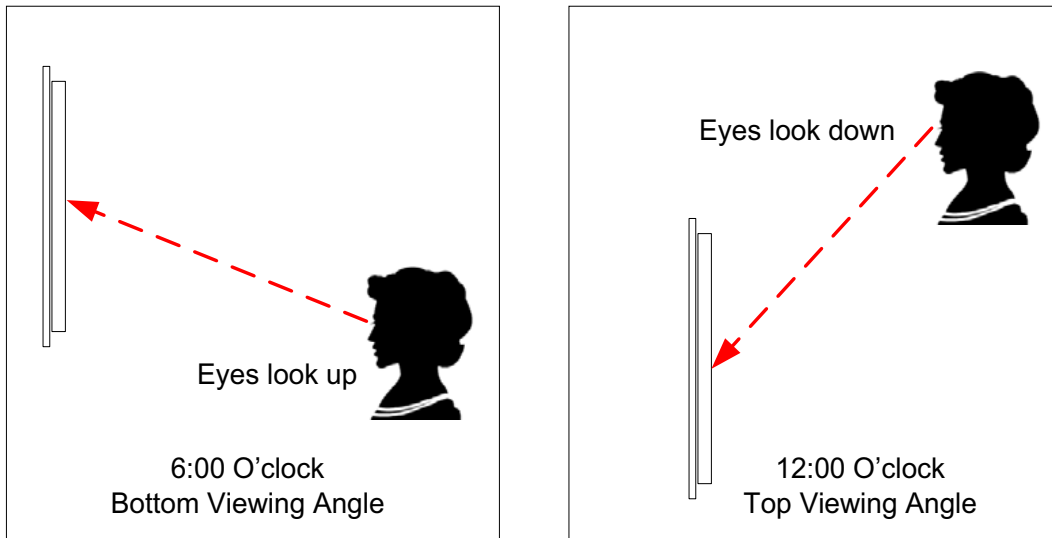 Eyes look up
6:00 O’clock
Bottom Viewing Angle
Eyes look down
12:00 O’clock
Top Viewing Angle